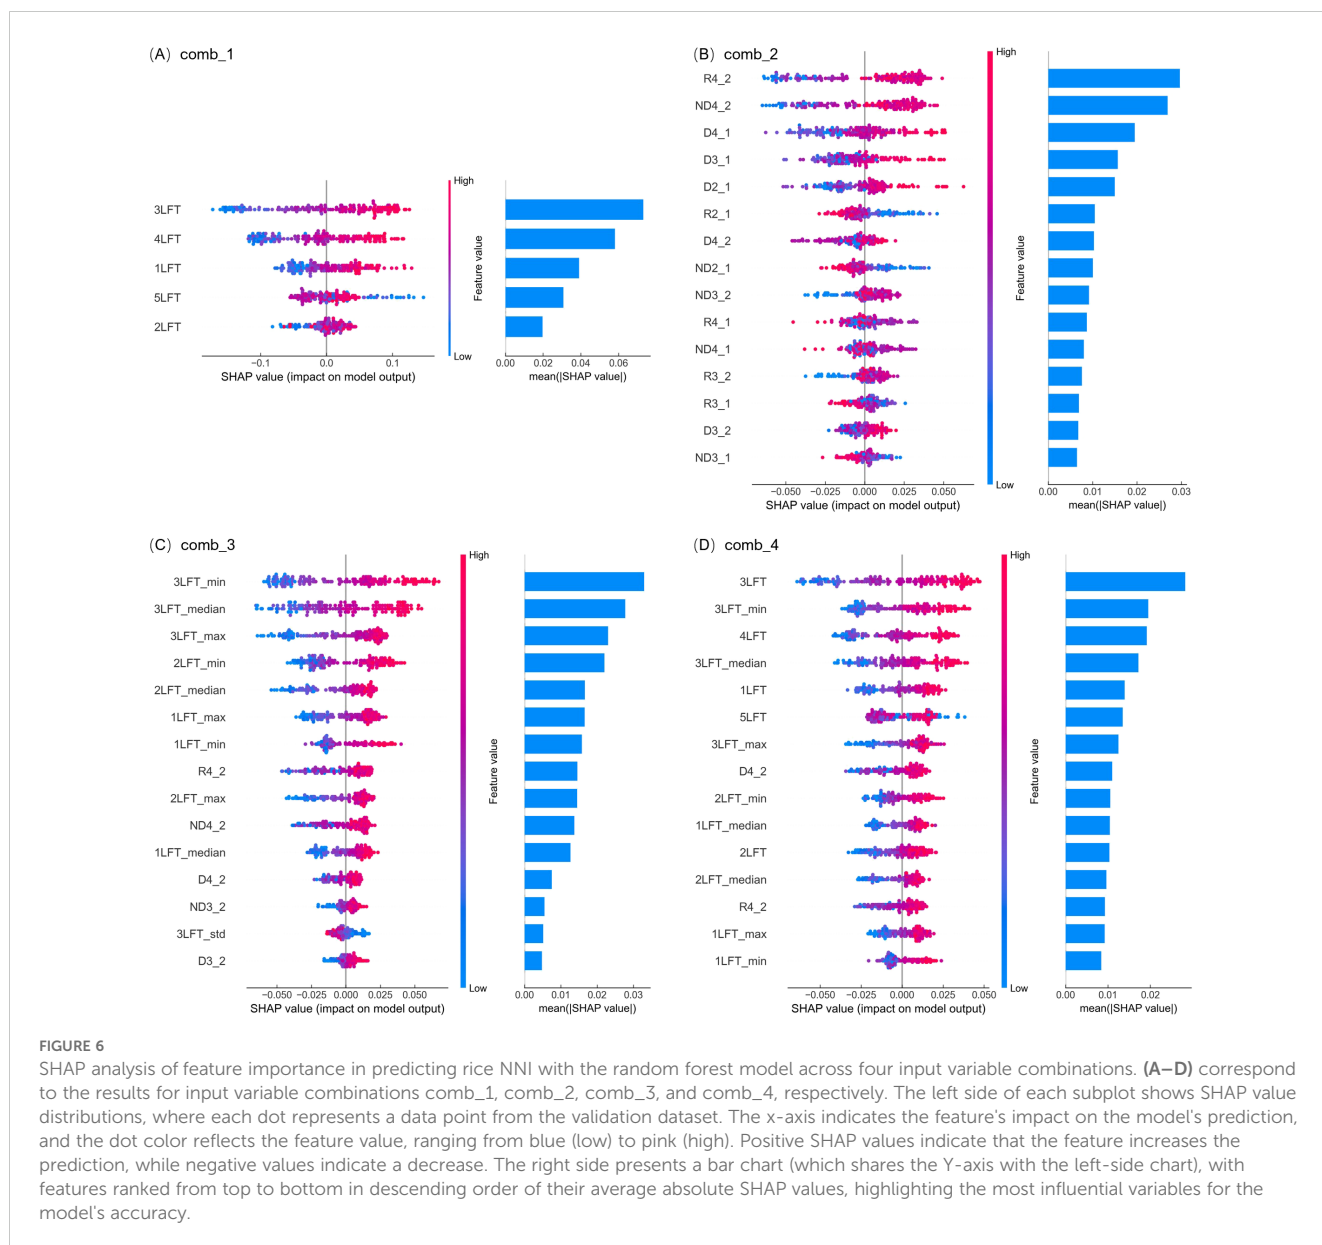 (A) comb_1
3LFT
4LFT
1LFT
5LFT
2LFT
−0.1 0.0 0.1
SHAP value (impact on model output)
High
Low
Feature value
0.00 0.02 0.04 0.06
mean(|SHAP value|)
(B) comb_2
R4_2
ND4_2
D4_1
D3_1
D2_1
R2_1
D4_2
ND2_1
ND3_2
R4_1
ND4_1
R3_2
R3_1
D3_2
ND3_1
−0.050 −0.025 0.000 0.025 0.050
SHAP value (impact on model output)
High
Low
Feature value
0.00 0.01 0.02 0.03
mean(|SHAP value|)
(C) comb_3
3LFT_min
3LFT_median
3LFT_max
2LFT_min
2LFT_median
1LFT_max
1LFT_min
R4_2
2LFT_max
ND4_2
1LFT_median
D4_2
ND3_2
3LFT_std
D3_2
−0.050 −0.025 0.000 0.025 0.050
SHAP value (impact on model output)
High
Low
Feature value
0.00 0.01 0.02 0.03
mean(|SHAP value|)
(D) comb_4
3LFT
3LFT_min
4LFT
3LFT_median
1LFT
5LFT
3LFT_max
D4_2
2LFT_min
1LFT_median
2LFT
2LFT_median
R4_2
1LFT_max
1LFT_min
−0.050 −0.025 0.000 0.025 0.050
SHAP value (impact on model output)
High
Low
Feature value
0.00 0.01 0.02
mean(|SHAP value|)
FIGURE 6
SHAP analysis of feature importance in predicting rice NNI with the random forest model across four input variable combinations. (A–D) correspond
to the results for input variable combinations comb_1, comb_2, comb_3, and comb_4, respectively. The left side of each subplot shows SHAP value
distributions, where each dot represents a data point from the validation dataset. The x-axis indicates the feature's impact on the model's prediction,
and the dot color reflects the feature value, ranging from blue (low) to pink (high). Positive SHAP values indicate that the feature increases the
prediction, while negative values indicate a decrease. The right side presents a bar chart (which shares the Y-axis with the left-side chart), with
features ranked from top to bottom in descending order of their average absolute SHAP values, highlighting the most influential variables for the
model's accuracy.